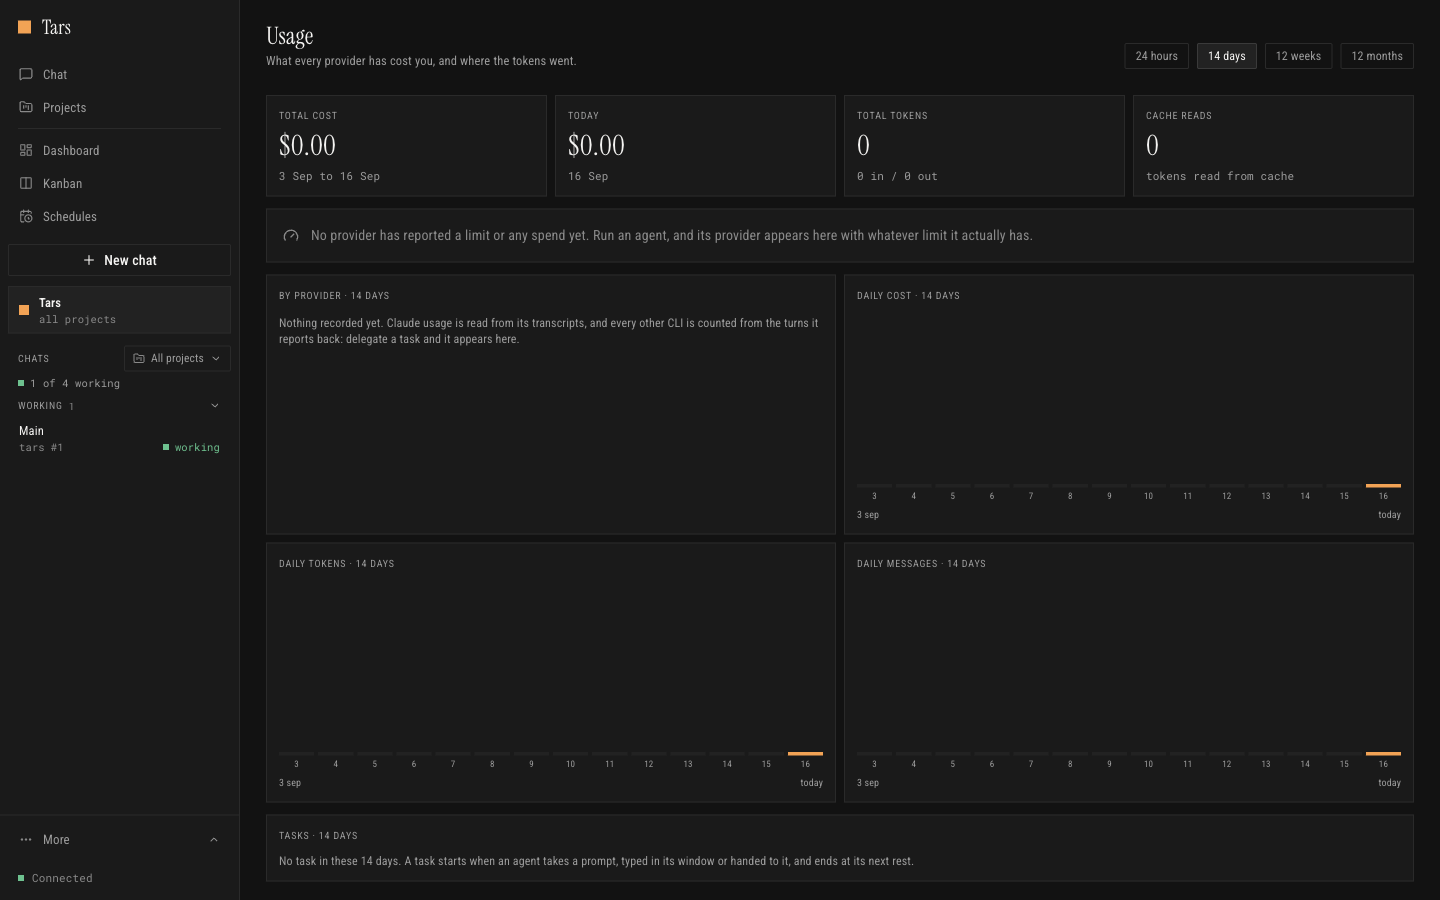 Tars
Chat
Projects
Dashboard
Kanban
Schedules
New chat
Tars
all projects
CHATS
All projects
1 of 4 working
WORKING 1
Main
tars #1
working
More
Connected
Usage
What every provider has cost you, and where the tokens went.
24 hours
14 days
12 weeks
12 months
TOTAL COST
$0.00
3 Sep to 16 Sep
TODAY
$0.00
16 Sep
TOTAL TOKENS
0
0 in / 0 out
CACHE READS
0
tokens read from cache
No provider has reported a limit or any spend yet. Run an agent, and its provider appears here with whatever limit it actually has.
BY PROVIDER · 14 DAYS
Nothing recorded yet. Claude usage is read from its transcripts, and every other CLI is counted from the turns it
reports back: delegate a task and it appears here.
DAILY COST · 14 DAYS
3 4 5 6 7 8 9 10 11 12 13 14 15 16
3 sep today
DAILY TOKENS · 14 DAYS
3 4 5 6 7 8 9 10 11 12 13 14 15 16
3 sep today
DAILY MESSAGES · 14 DAYS
3 4 5 6 7 8 9 10 11 12 13 14 15 16
3 sep today
TASKS · 14 DAYS
No task in these 14 days. A task starts when an agent takes a prompt, typed in its window or handed to it, and ends at its next rest.